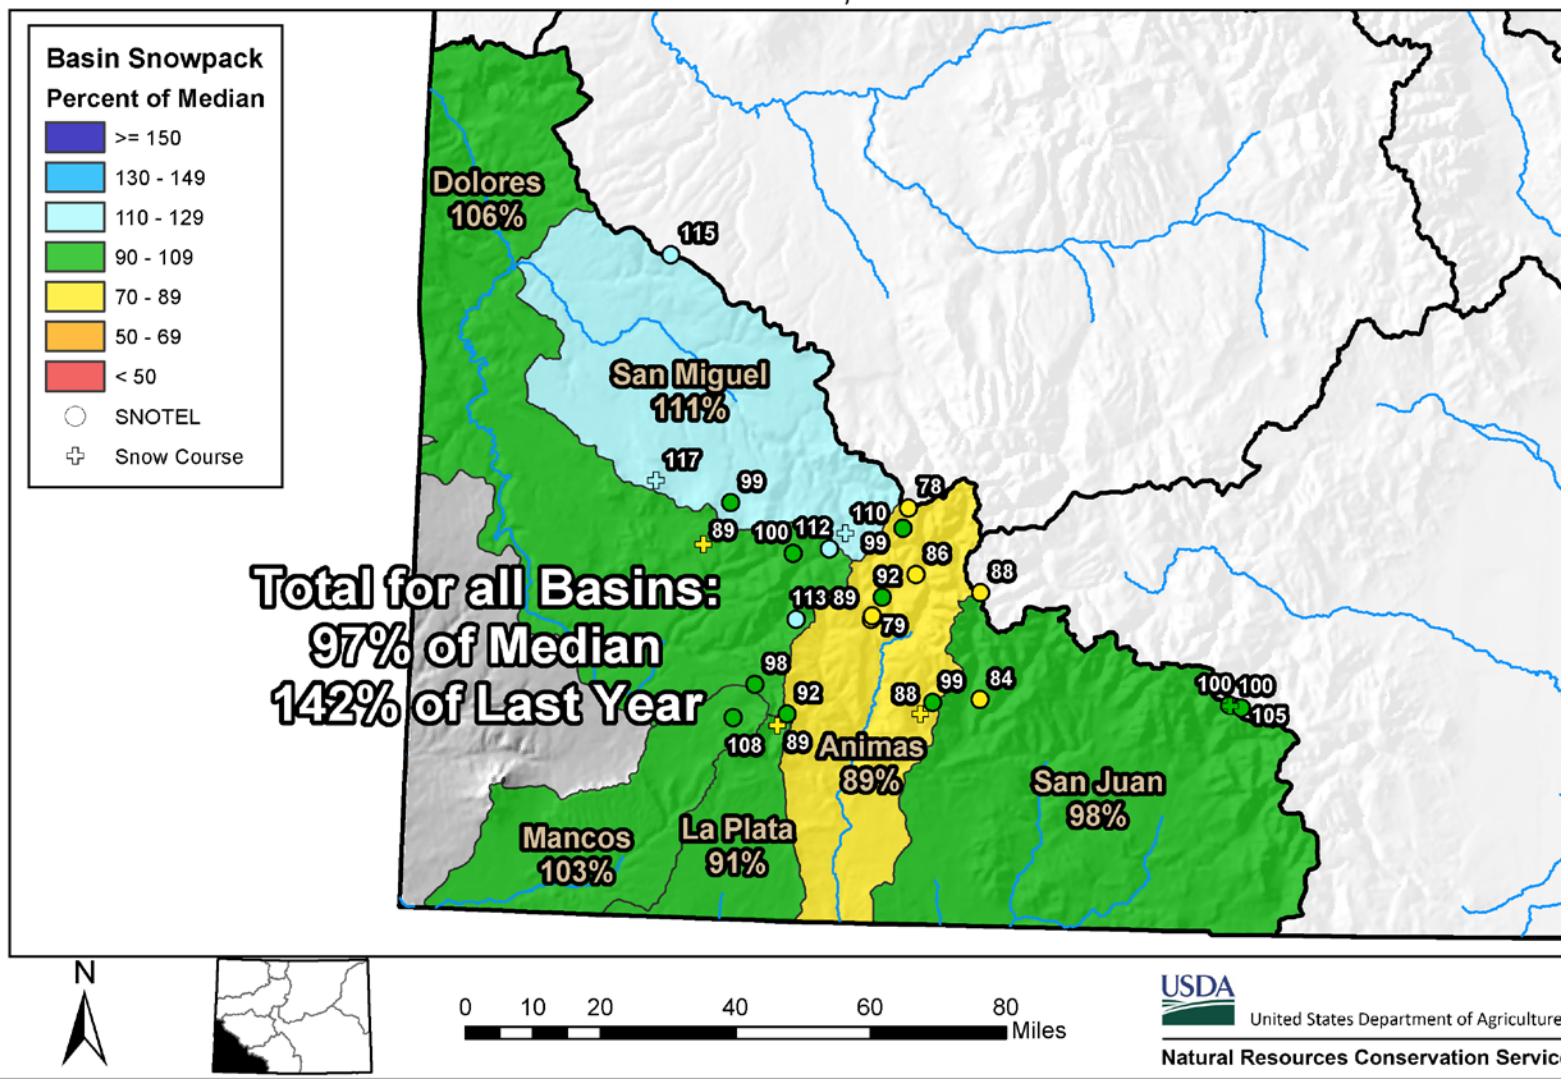 Basin Snowpack
Percent of Median
>= 150
130 - 149
110 - 129
90 - 109
70 - 89
50 - 69
< 50
SNOTEL
Snow Course
Dolores
106%
115
San Miguel
111%
117
99
78
89
100
112
110
99
86
92
88
113
89
79
Total for all Basins:
97% of Median
142% of Last Year
98
92
88
99
84
100
100
105
108
89
Animas
89%
San Juan
98%
Mancos
103%
La Plata
91%
N
0 10 20 40 60 80
Miles
USDA
United States Department of Agriculture
Natural Resources Conservation Service